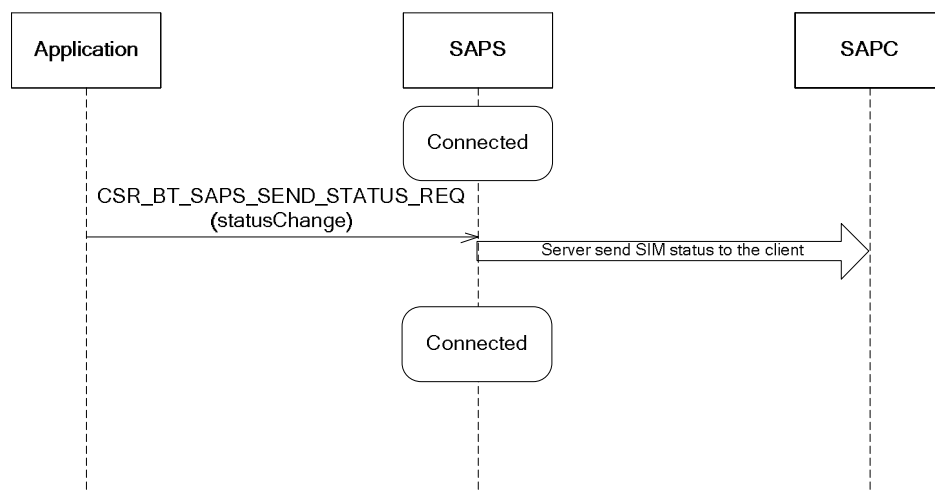 Application
SAPS
SAPC
Connected
CSR_BT_SAPS_SEND_STATUS_REQ
(statusChange)
Server send SIM status to the client
Connected